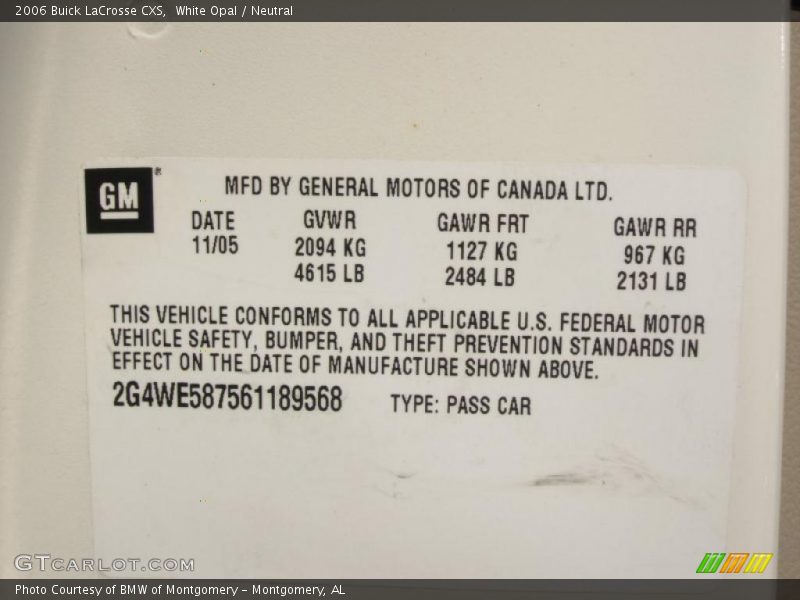 2006 Buick LaCrosse CXS, White Opal / Neutral
GM ®
MFD BY GENERAL MOTORS OF CANADA LTD.
DATE GVWR GAWR FRT GAWR RR
11/05 2094 KG 1127 KG 967 KG
4615 LB 2484 LB 2131 LB
THIS VEHICLE CONFORMS TO ALL APPLICABLE U.S. FEDERAL MOTOR
VEHICLE SAFETY, BUMPER, AND THEFT PREVENTION STANDARDS IN
EFFECT ON THE DATE OF MANUFACTURE SHOWN ABOVE.
2G4WE587561189568 TYPE: PASS CAR
GTCARLOT.COM
Photo Courtesy of BMW of Montgomery - Montgomery, AL